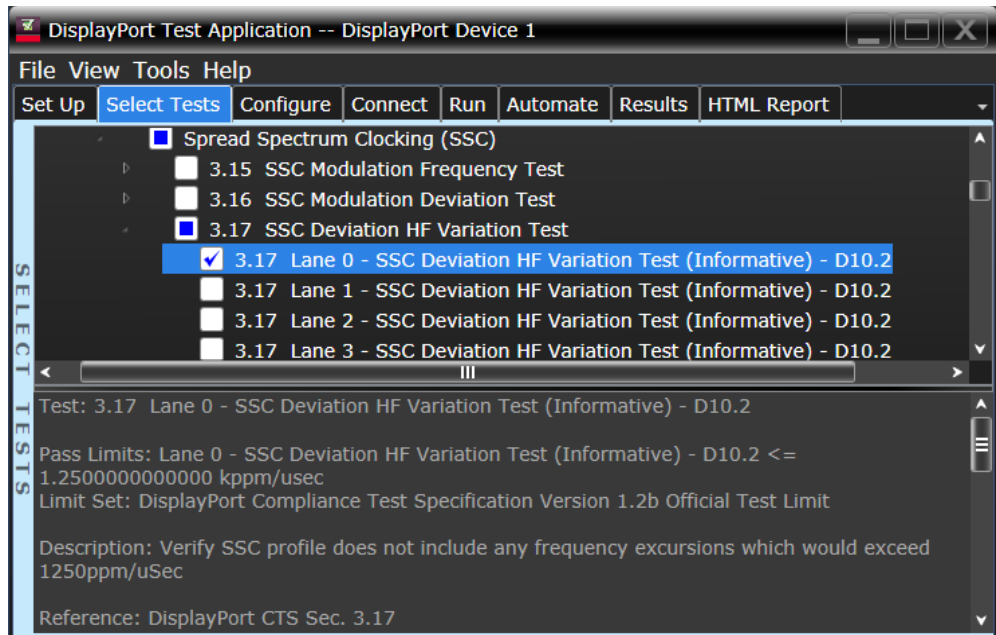 DisplayPort Test Application -- DisplayPort Device 1
File View Tools Help
Set Up Select Tests Configure Connect Run Automate Results HTML Report
Spread Spectrum Clocking (SSC)
3.15 SSC Modulation Frequency Test
3.16 SSC Modulation Deviation Test
3.17 SSC Deviation HF Variation Test
3.17 Lane 0 - SSC Deviation HF Variation Test (Informative) - D10.2
3.17 Lane 1 - SSC Deviation HF Variation Test (Informative) - D10.2
3.17 Lane 2 - SSC Deviation HF Variation Test (Informative) - D10.2
3.17 Lane 3 - SSC Deviation HF Variation Test (Informative) - D10.2
SELECT TESTS
Test: 3.17 Lane 0 - SSC Deviation HF Variation Test (Informative) - D10.2
Pass Limits: Lane 0 - SSC Deviation HF Variation Test (Informative) - D10.2 <=
1.2500000000000 kppm/usec
Limit Set: DisplayPort Compliance Test Specification Version 1.2b Official Test Limit
Description: Verify SSC profile does not include any frequency excursions which would exceed
1250ppm/uSec
Reference: DisplayPort CTS Sec. 3.17